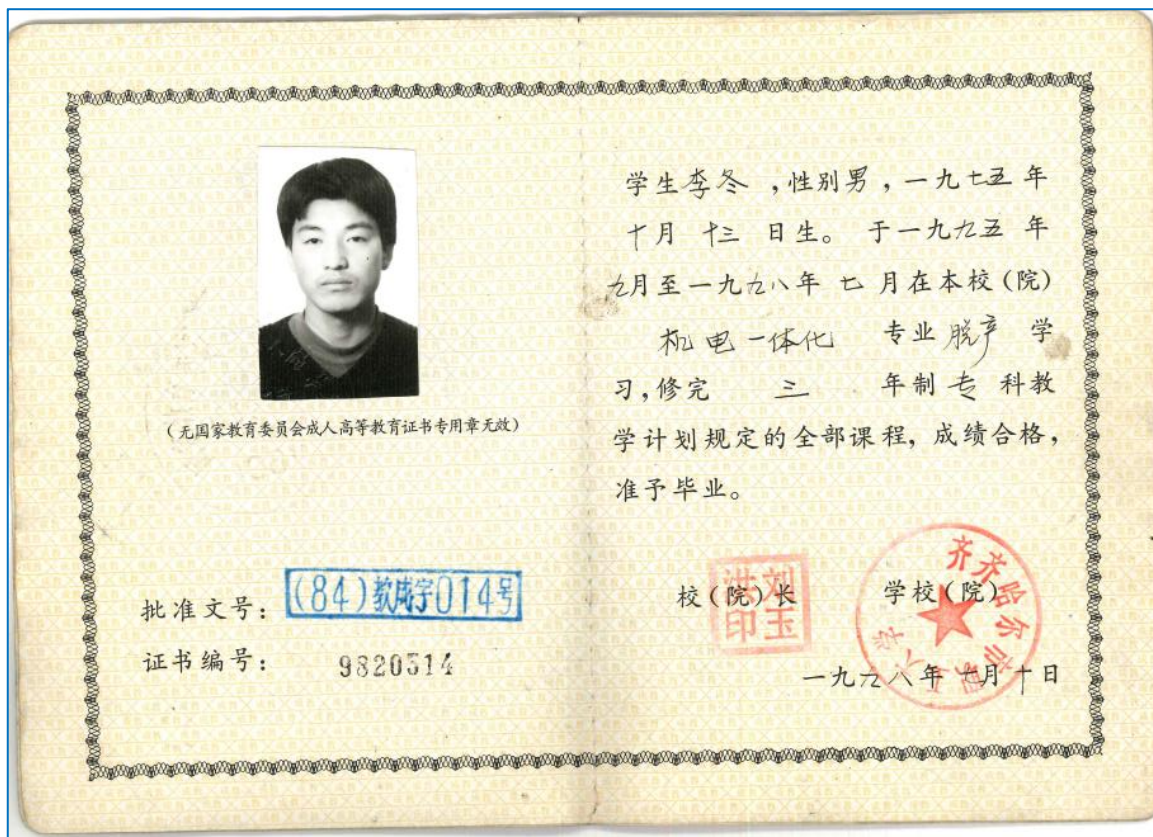 (无国家教育委员会成人高等教育证书专用章无效)
批准文号: (84)教成字014号
证书编号: 9820314
学生李冬 ,性别男,一九七五年
十月 十三 日生。于一九九五 年
九月至一九九八年 七 月在本校(院)
机电一体化 专业 脱产 学
习,修完 三 年制 专 科教
学计划规定的全部课程,成绩合格,
准予毕业。
校(院)长 学校(院)
刘玉洪印
齐齐哈尔市职工大学
一九九八年 七月十日